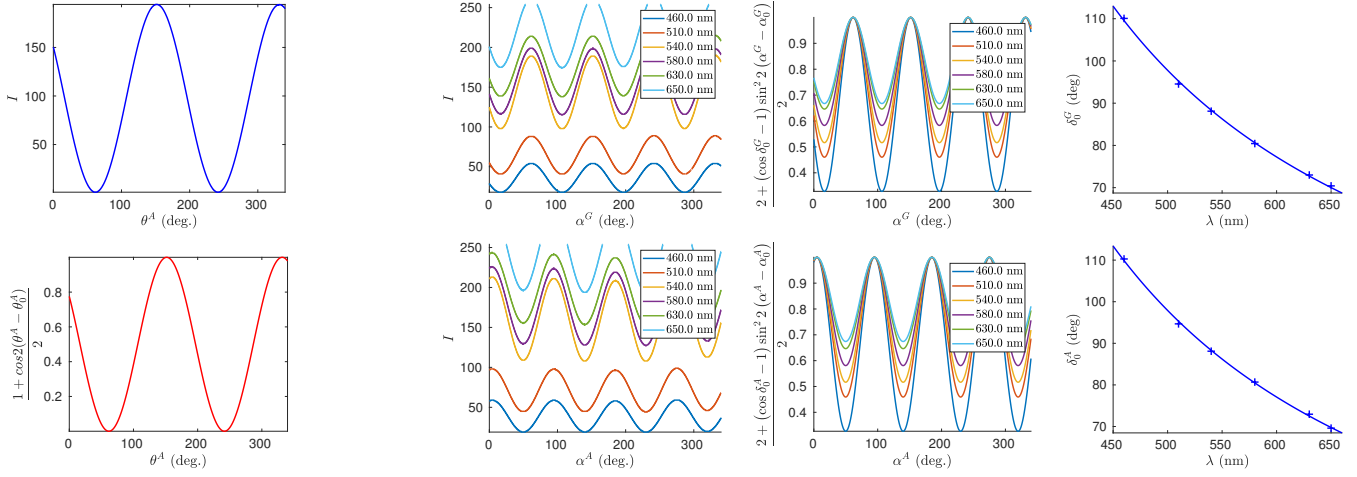 I
150
100
50
0
100
200
300
θ^A (deg.)
I
250
200
150
100
50
0
100
200
300
α^G (deg.)
460.0 nm
510.0 nm
540.0 nm
580.0 nm
630.0 nm
650.0 nm
2 + (cos δ_0^G − 1) sin^2 2 (α^G − α_0^G)
2
0.9
0.8
0.7
0.6
0.5
0.4
0
100
200
300
α^G (deg.)
460.0 nm
510.0 nm
540.0 nm
580.0 nm
630.0 nm
650.0 nm
δ_0^G (deg)
110
100
90
80
70
450
500
550
600
650
λ (nm)
1 + cos2(θ^A − θ_0^A)
2
0.8
0.6
0.4
0.2
0
100
200
300
θ^A (deg.)
I
250
200
150
100
50
0
100
200
300
α^A (deg.)
460.0 nm
510.0 nm
540.0 nm
580.0 nm
630.0 nm
650.0 nm
2 + (cos δ_0^A − 1) sin^2 2 (α^A − α_0^A)
2
0.9
0.8
0.7
0.6
0.5
0.4
0
100
200
300
α^A (deg.)
460.0 nm
510.0 nm
540.0 nm
580.0 nm
630.0 nm
650.0 nm
δ_0^A (deg)
110
100
90
80
70
450
500
550
600
650
λ (nm)